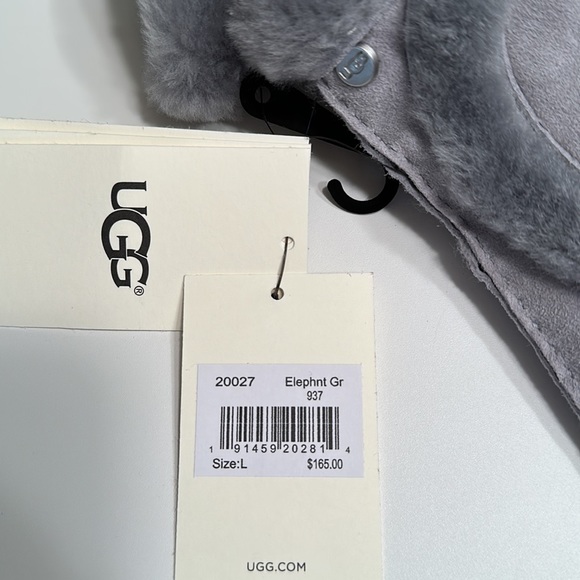 UGG®
20027 Elephnt Gr
937
1 91459 20281 4
Size:L $165.00
UGG.COM